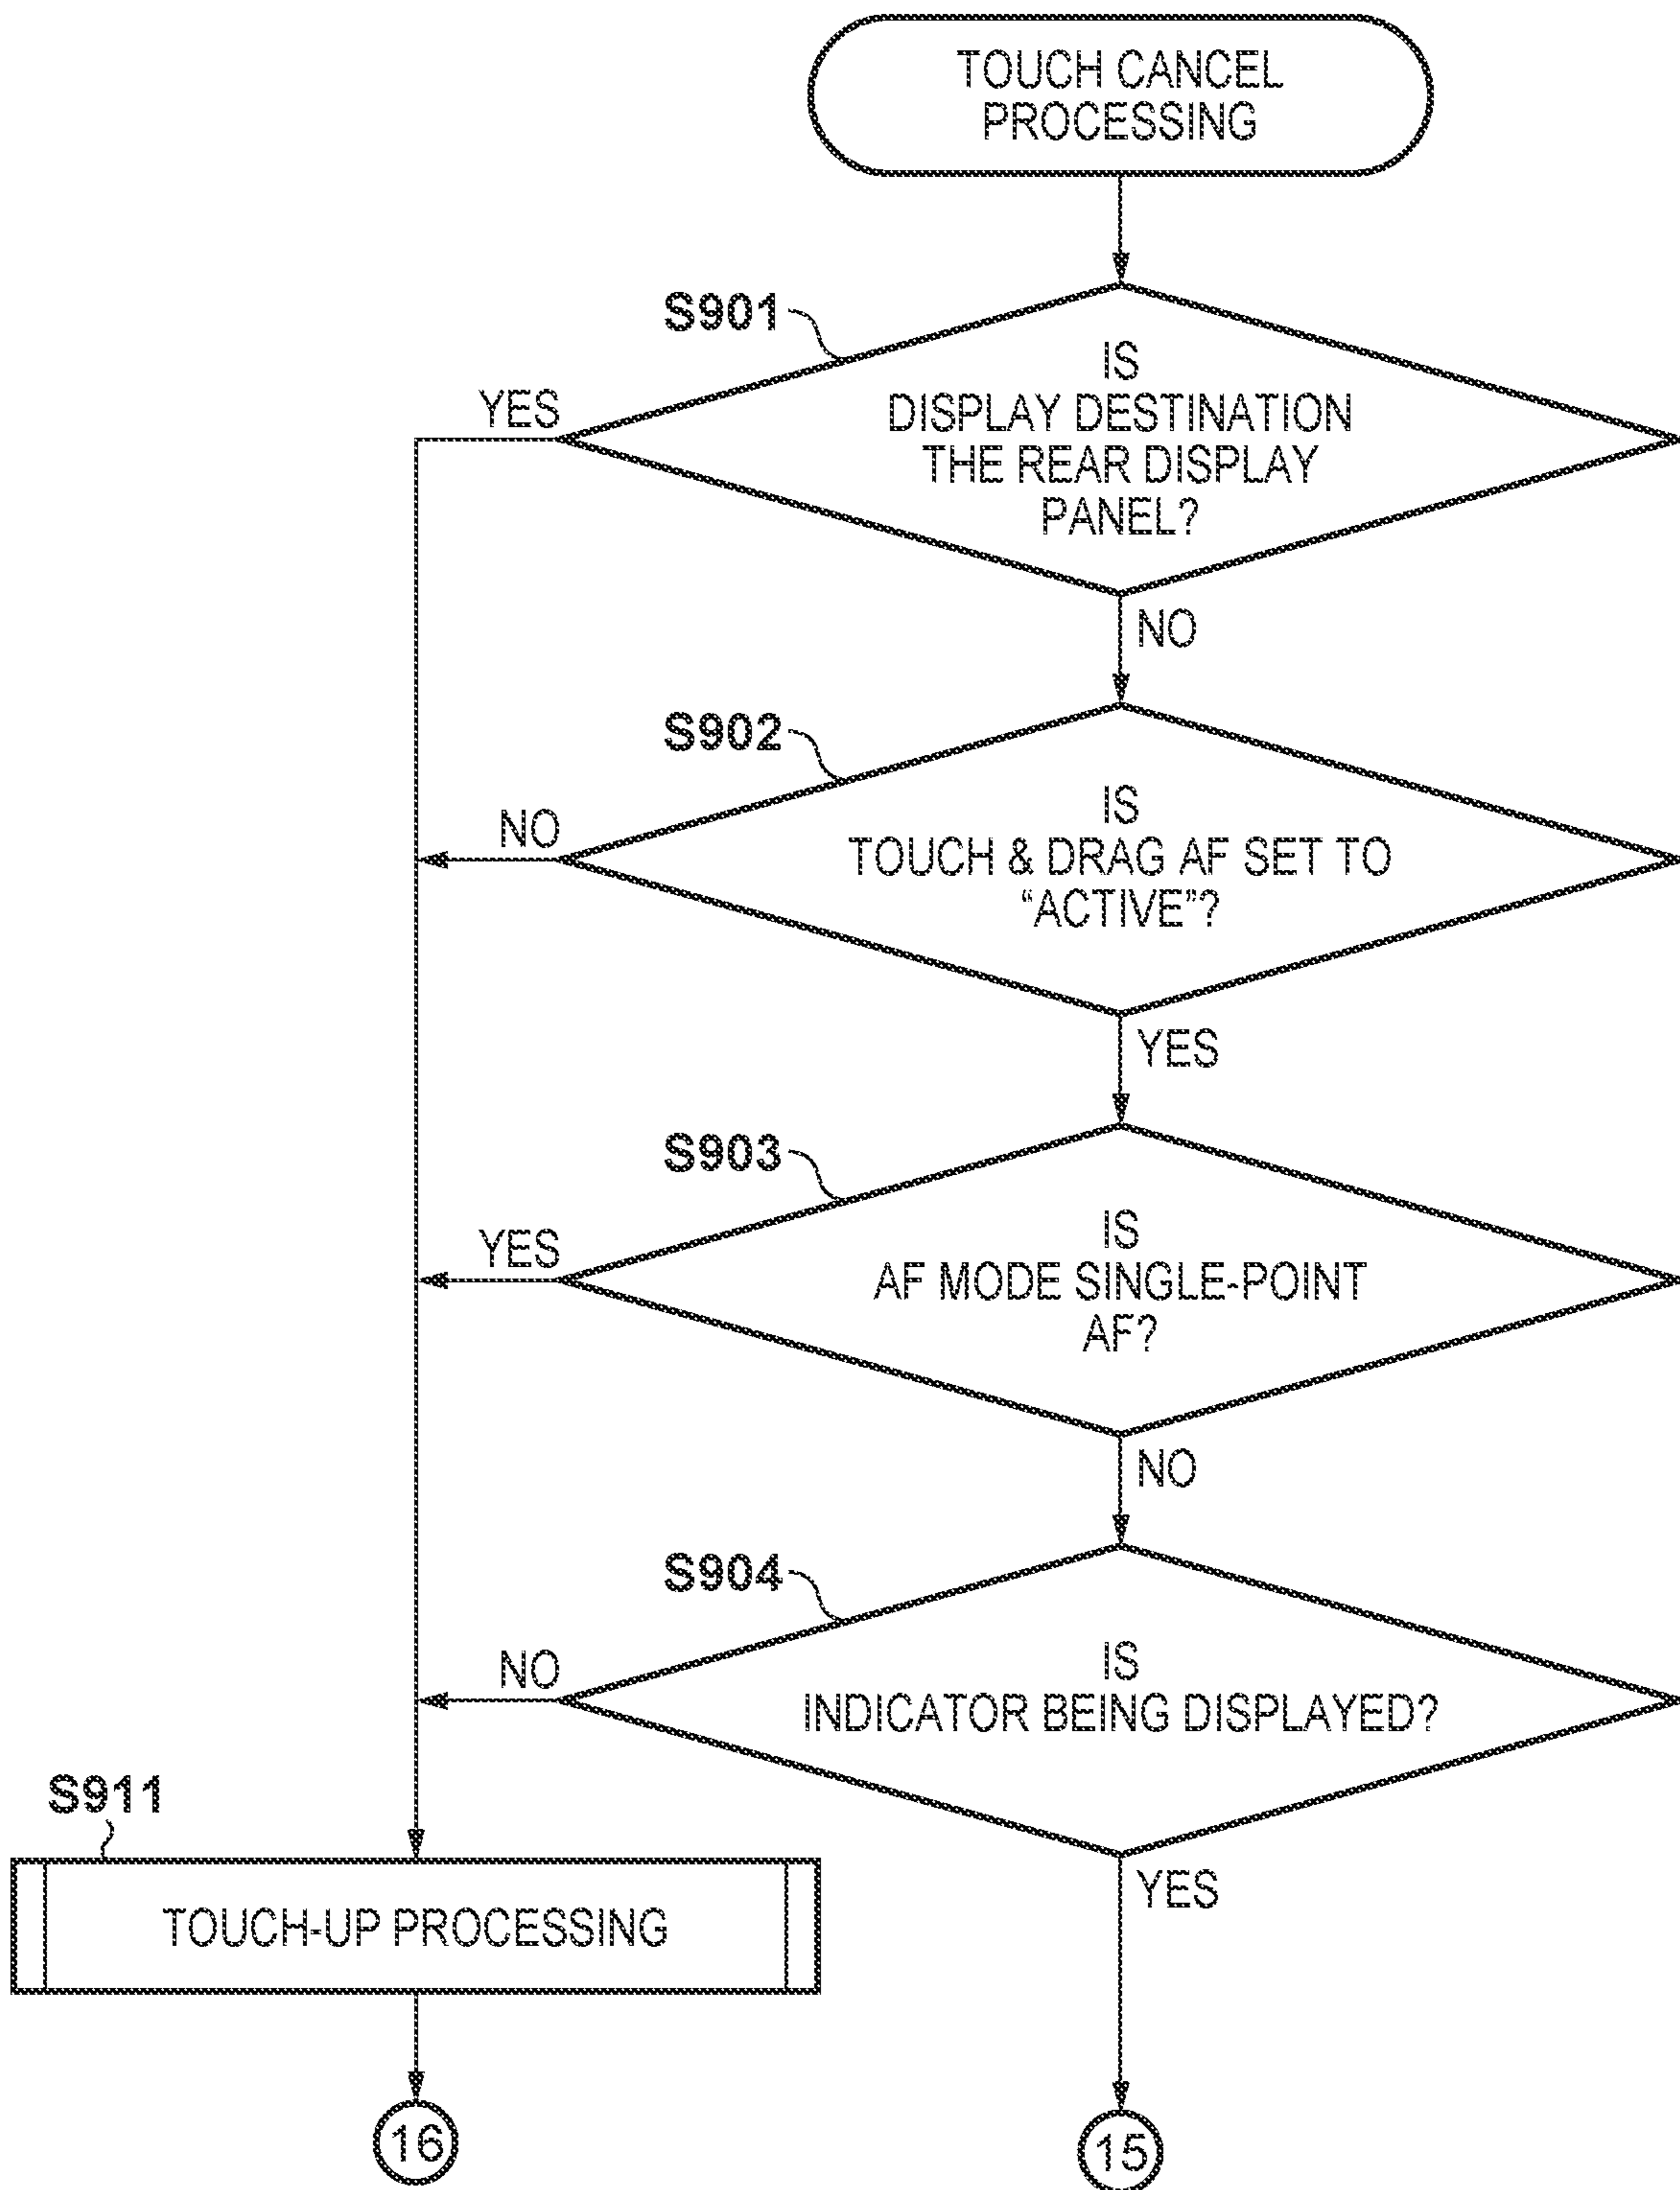 TOUCH CANCEL
PROCESSING
S901
IS
DISPLAY DESTINATION
THE REAR DISPLAY
PANEL?
YES
NO
S902
IS
TOUCH & DRAG AF SET TO
“ACTIVE”?
NO
YES
S903
IS
AF MODE SINGLE-POINT
AF?
YES
NO
S904
IS
INDICATOR BEING DISPLAYED?
NO
YES
S911
TOUCH-UP PROCESSING
16
15